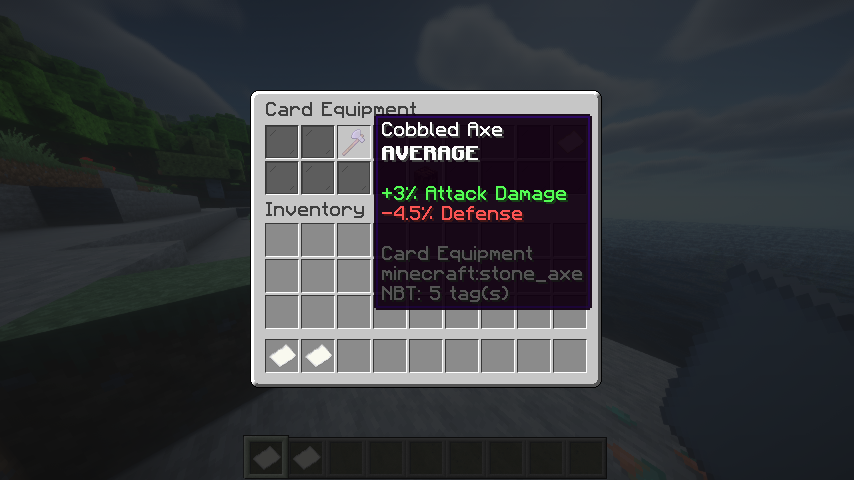 Card Equipment
Cobbled Axe
AVERAGE
+3% Attack Damage
-4.5% Defense
Card Equipment
minecraft:stone_axe
NBT: 5 tag(s)
Inventory